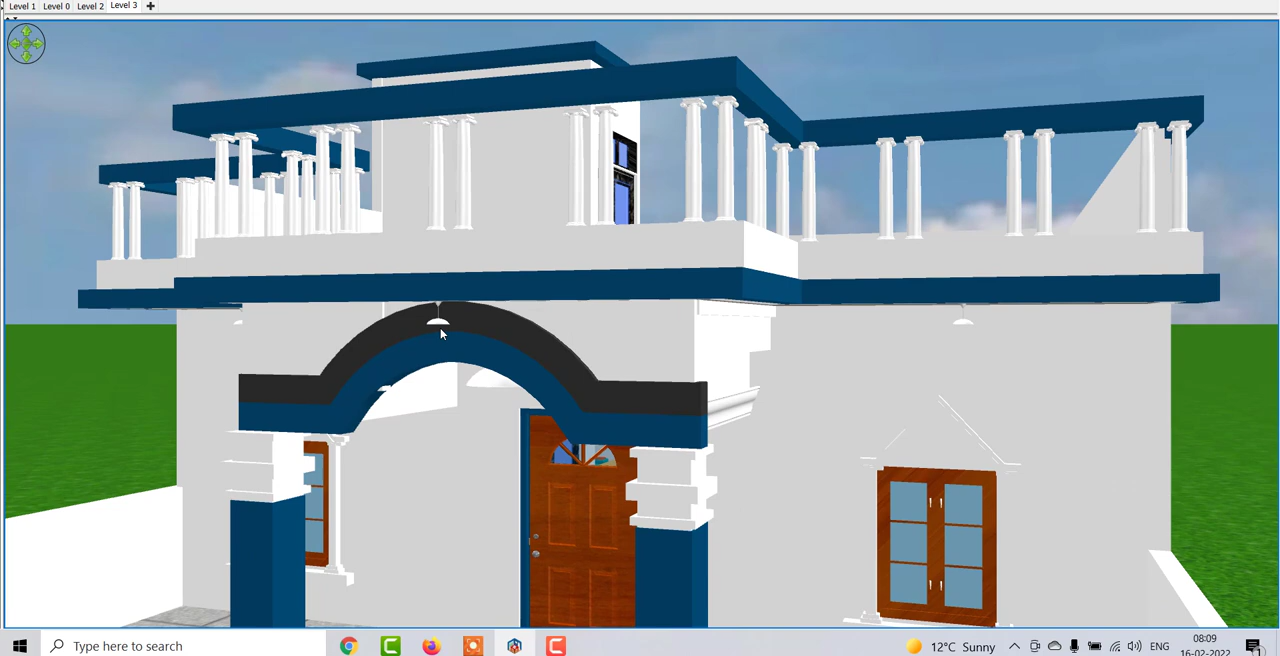 Level 1 Level 0 Level 2 Level 3
Type here to search
12°C Sunny
ENG
08:09
16-02-2022
1